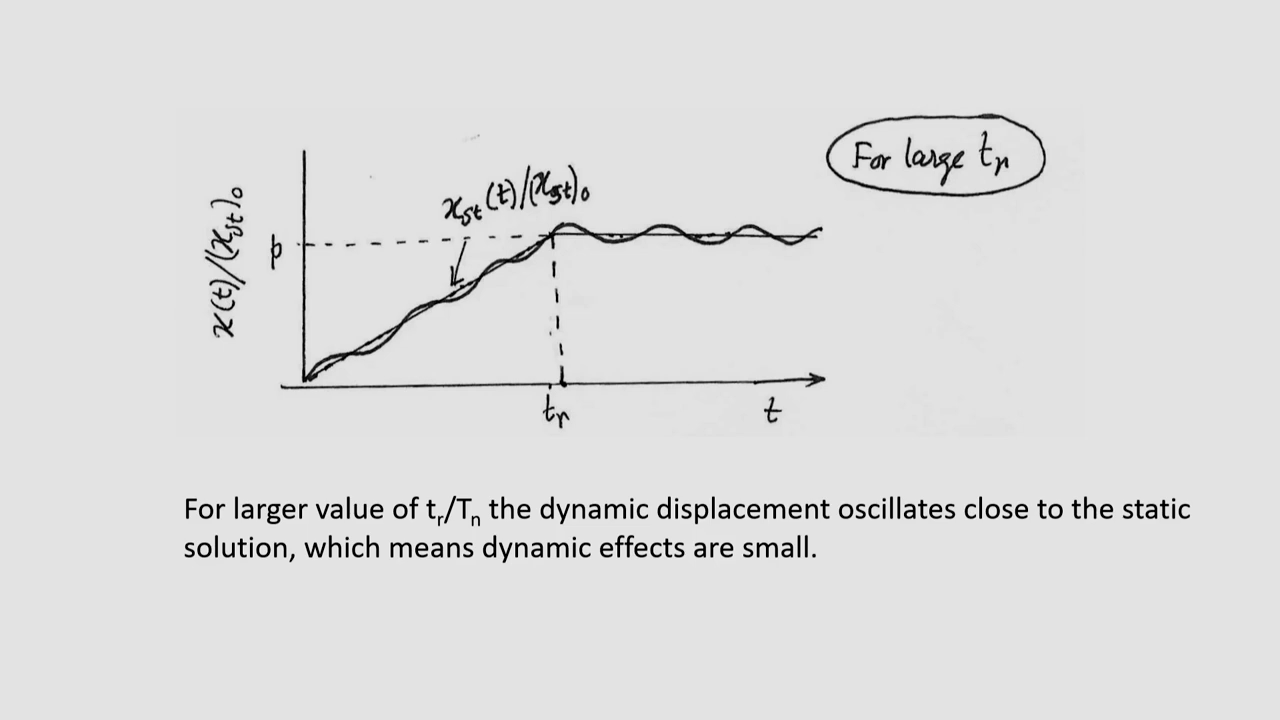 For large tr
xst(t)/(xst)o
x(t)/(xst)o
p
tr
t
For larger value of tr/Tn the dynamic displacement oscillates close to the static
solution, which means dynamic effects are small.